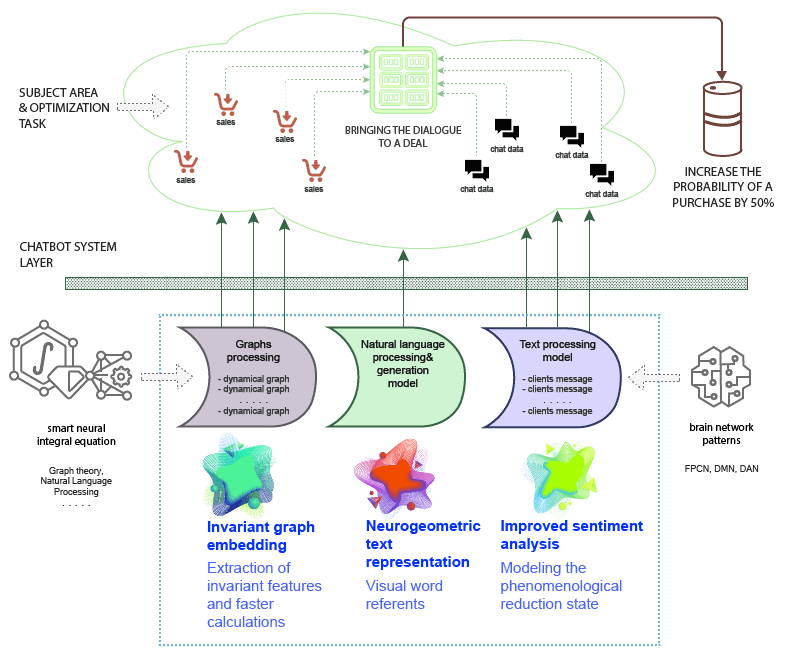 SUBJECT AREA
& OPTIMIZATION
TASK
sales
sales
sales
sales
BRINGING THE DIALOGUE
TO A DEAL
chat data
chat data
chat data
chat data
INCREASE THE
PROBABILITY OF A
PURCHASE BY 50%
CHATBOT SYSTEM
LAYER
Graphs
processing
- dynamical graph
- dynamical graph
. . . . .
- dynamical graph
Natural language
processing&
generation
model
Text processing
model
- clients message
- clients message
. . . . .
- clients message
smart neural
integral equation
Graph theory,
Natural Language
Processing
. . . . .
brain network
patterns
FPCN, DMN, DAN
Invariant graph
embedding
Extraction of
invariant features
and faster
calculations
Neurogeometric
text
representation
Visual word
referents
Improved sentiment
analysis
Modeling the
phenomenological
reduction state